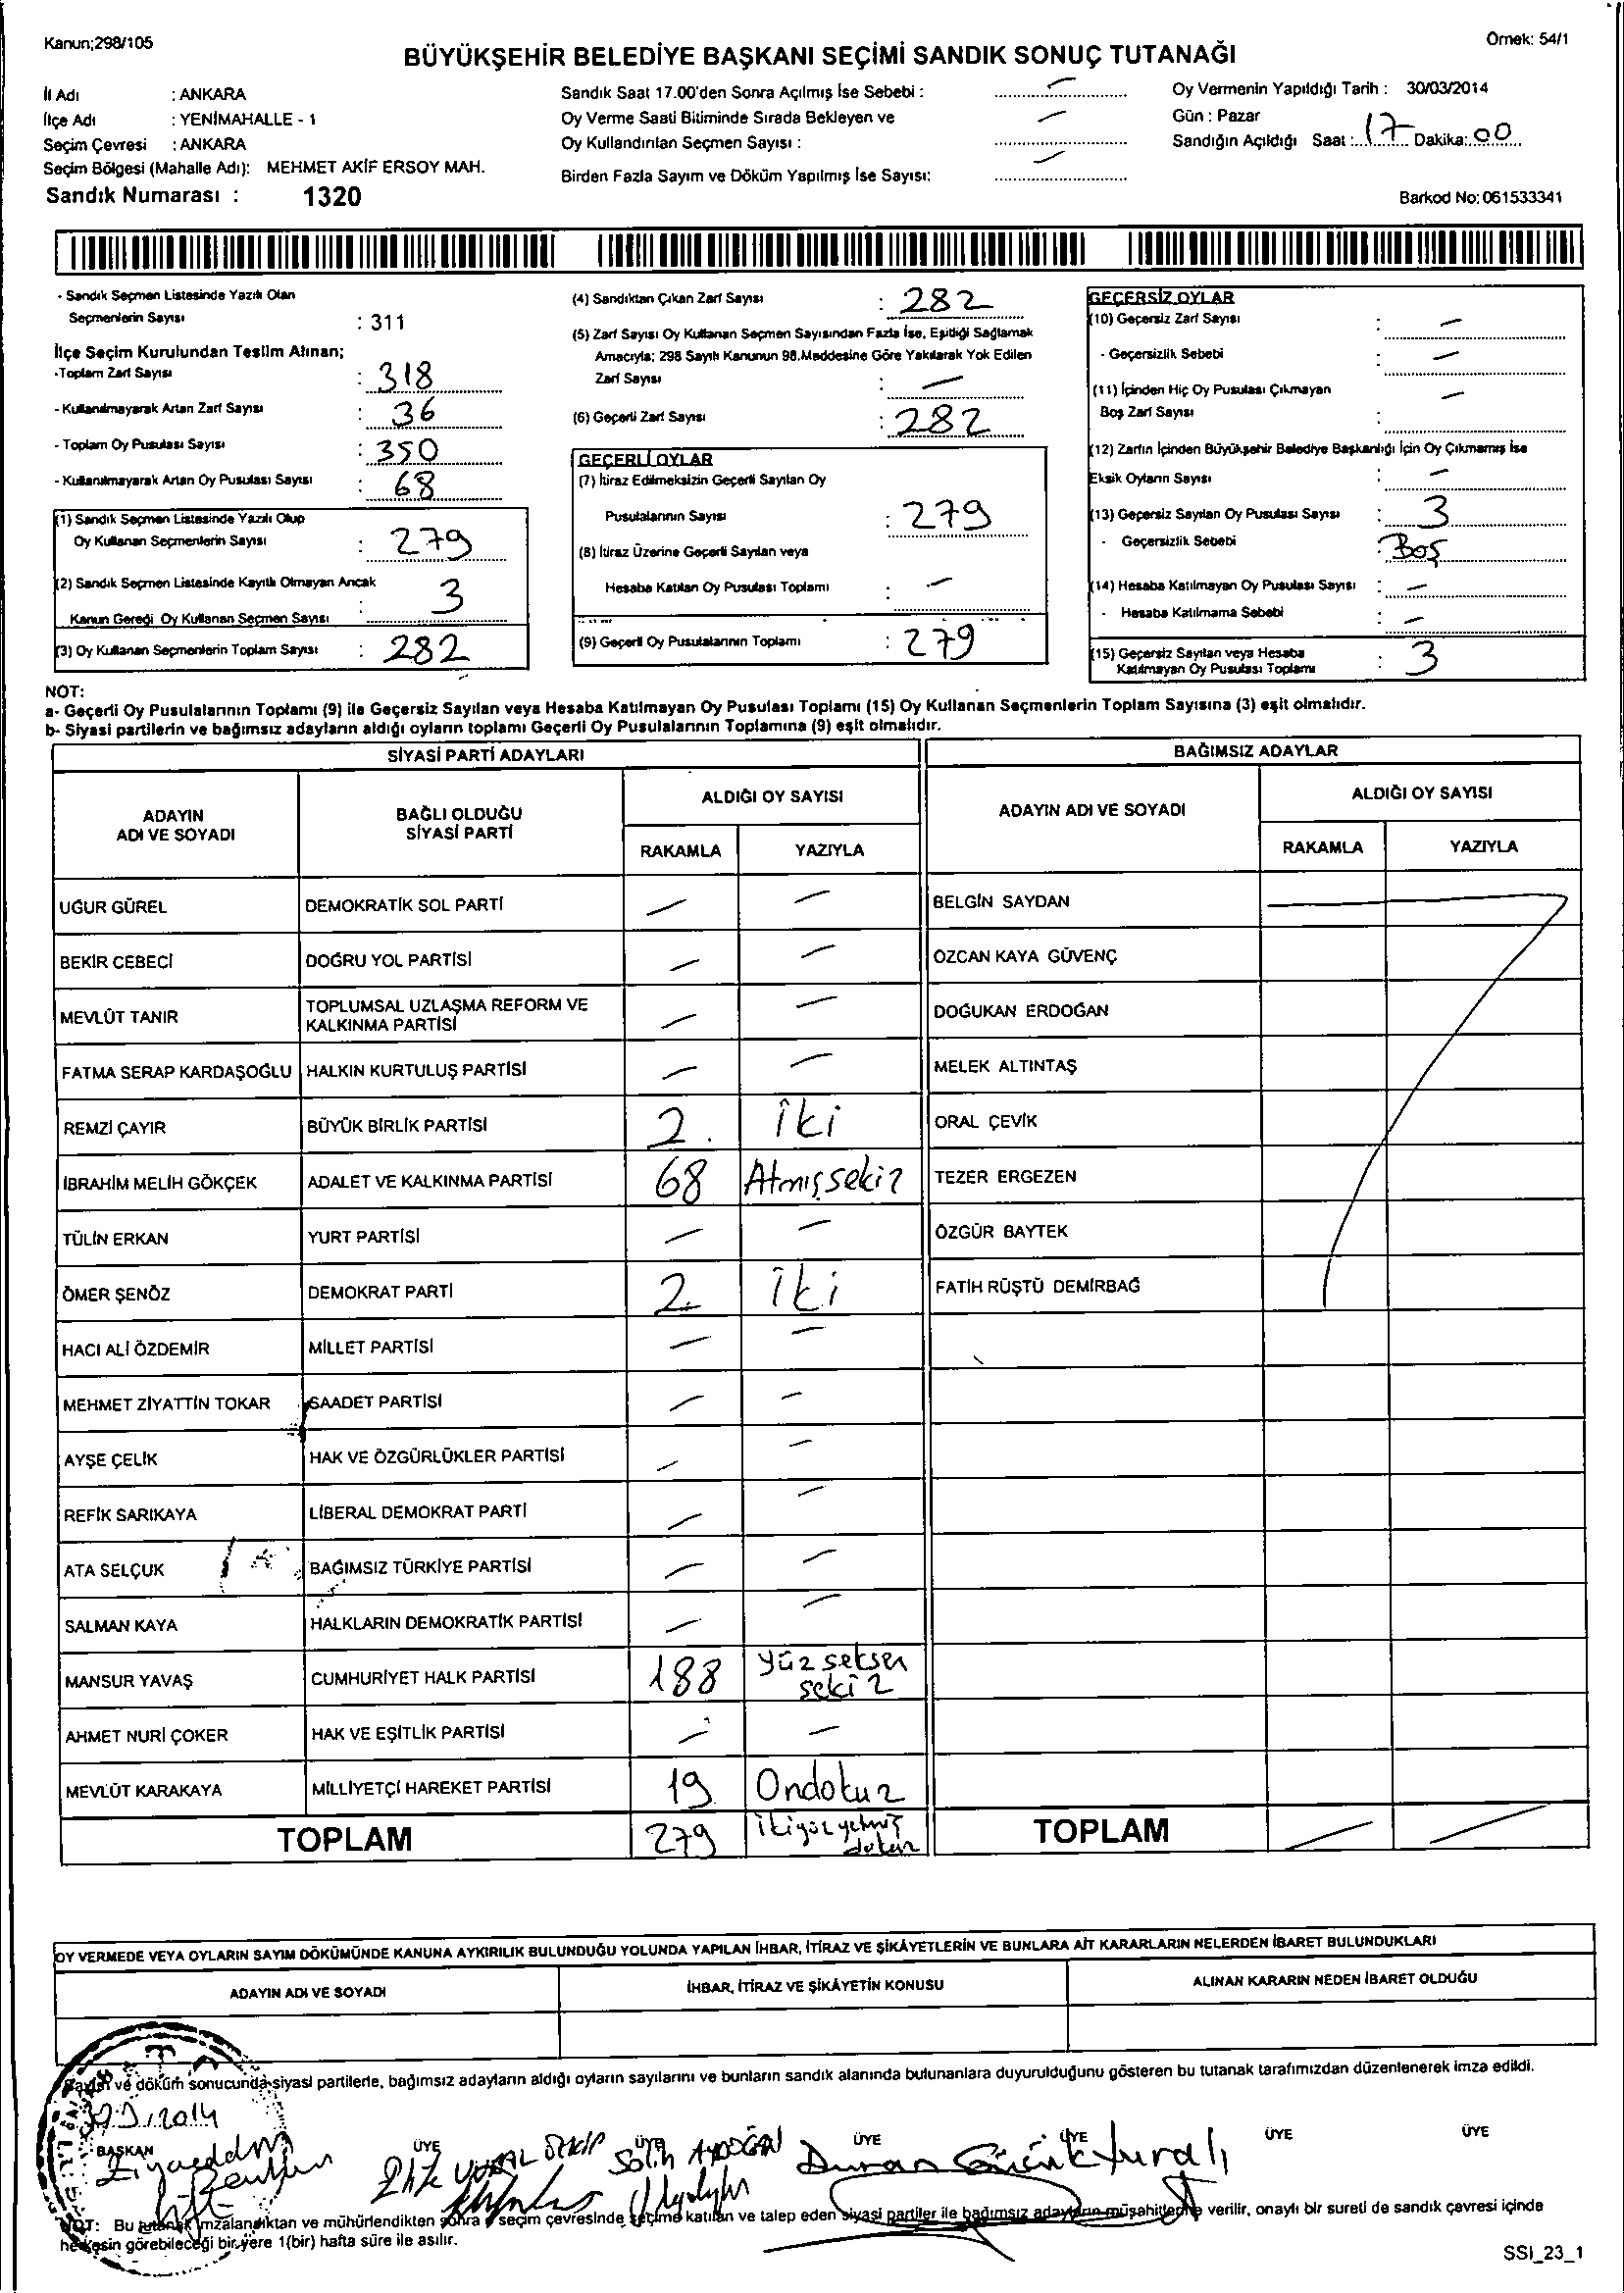 Kanun;298/105
Örnek: 54/1
BÜYÜKŞEHİR BELEDİYE BAŞKANI SEÇİMİ SANDIK SONUÇ TUTANAĞI
İl Adı : ANKARA
İlçe Adı : YENİMAHALLE - 1
Seçim Çevresi : ANKARA
Seçim Bölgesi (Mahalle Adı): MEHMET AKİF ERSOY MAH.
Sandık Numarası : 1320
Sandık Saat 17.00'den Sonra Açılmış İse Sebebi : —
Oy Verme Saati Bitiminde Sırada Bekleyen ve —
Oy Kullandırılan Seçmen Sayısı :
Birden Fazla Sayım ve Döküm Yapılmış İse Sayısı: —
Oy Vermenin Yapıldığı Tarih : 30/03/2014
Gün : Pazar
Sandığın Açıldığı Saat : 17 Dakika: 00
Barkod No: 061533341
- Sandık Seçmen Listesinde Yazılı Olan
Seçmenlerin Sayısı : 311
İlçe Seçim Kurulundan Teslim Alınan;
-Toplam Zarf Sayısı : 318
- Kullanılmayarak Artan Zarf Sayısı : 36
- Toplam Oy Pusulası Sayısı : 350
- Kullanılmayarak Artan Oy Pusulası Sayısı : 68
(1) Sandık Seçmen Listesinde Yazılı Olup
Oy Kullanan Seçmenlerin Sayısı : 279
(2) Sandık Seçmen Listesinde Kayıtlı Olmayan Ancak
Kanun Gereği Oy Kullanan Seçmen Sayısı : 3
(3) Oy Kullanan Seçmenlerin Toplam Sayısı : 282
(4) Sandıktan Çıkan Zarf Sayısı : 282
(5) Zarf Sayısı Oy Kullanan Seçmen Sayısından Fazla İse, Eşitliği Sağlamak
Amacıyla; 298 Sayılı Kanunun 98.Maddesine Göre Yakılarak Yok Edilen
Zarf Sayısı : —
(6) Geçerli Zarf Sayısı : 282
GEÇERLİ OYLAR
(7) İtiraz Edilmeksizin Geçerli Sayılan Oy
Pusulalarının Sayısı : 279
(8) İtiraz Üzerine Geçerli Sayılan veya
Hesaba Katılan Oy Pusulası Toplamı : —
(9) Geçerli Oy Pusulalarının Toplamı : 279
GEÇERSİZ OYLAR
(10) Geçersiz Zarf Sayısı : —
- Geçersizlik Sebebi : —
(11) İçinden Hiç Oy Pusulası Çıkmayan —
Boş Zarf Sayısı :
(12) Zarfın İçinden Büyükşehir Belediye Başkanlığı İçin Oy Çıkmamış İse
Eksik Oyların Sayısı : —
(13) Geçersiz Sayılan Oy Pusulası Sayısı : 3
- Geçersizlik Sebebi : Boş
(14) Hesaba Katılmayan Oy Pusulası Sayısı : —
- Hesaba Katılmama Sebebi : —
(15) Geçersiz Sayılan veya Hesaba
Katılmayan Oy Pusulası Toplamı : 3
NOT:
a- Geçerli Oy Pusulalarının Toplamı (9) ile Geçersiz Sayılan veya Hesaba Katılmayan Oy Pusulası Toplamı (15) Oy Kullanan Seçmenlerin Toplam Sayısına (3) eşit olmalıdır.
b- Siyasi partilerin ve bağımsız adayların aldığı oyların toplamı Geçerli Oy Pusulalarının Toplamına (9) eşit olmalıdır.
SİYASİ PARTİ ADAYLARI
ADAYIN ADI VE SOYADI
BAĞLI OLDUĞU SİYASİ PARTİ
ALDIĞI OY SAYISI
RAKAMLA YAZIYLA
UĞUR GÜREL DEMOKRATİK SOL PARTİ — —
BEKİR CEBECİ DOĞRU YOL PARTİSİ — —
MEVLÜT TANIR TOPLUMSAL UZLAŞMA REFORM VE KALKINMA PARTİSİ — —
FATMA SERAP KARDAŞOĞLU HALKIN KURTULUŞ PARTİSİ — —
REMZİ ÇAYIR BÜYÜK BİRLİK PARTİSİ 2 iki
İBRAHİM MELİH GÖKÇEK ADALET VE KALKINMA PARTİSİ 68 Atmışsekiz
TÜLİN ERKAN YURT PARTİSİ — —
ÖMER ŞENÖZ DEMOKRAT PARTİ 2 iki
HACI ALİ ÖZDEMİR MİLLET PARTİSİ — —
MEHMET ZİYATTİN TOKAR SAADET PARTİSİ — —
AYŞE ÇELİK HAK VE ÖZGÜRLÜKLER PARTİSİ — —
REFİK SARIKAYA LİBERAL DEMOKRAT PARTİ — —
ATA SELÇUK BAĞIMSIZ TÜRKİYE PARTİSİ — —
SALMAN KAYA HALKLARIN DEMOKRATİK PARTİSİ — —
MANSUR YAVAŞ CUMHURİYET HALK PARTİSİ 188 yüz seksen sekiz
AHMET NURİ ÇOKER HAK VE EŞİTLİK PARTİSİ — —
MEVLÜT KARAKAYA MİLLİYETÇİ HAREKET PARTİSİ 19 Ondokuz
TOPLAM 279 ikiyüz yetmiş dokuz
BAĞIMSIZ ADAYLAR
ADAYIN ADI VE SOYADI
ALDIĞI OY SAYISI
RAKAMLA YAZIYLA
BELGİN SAYDAN
ÖZCAN KAYA GÜVENÇ
DOĞUKAN ERDOĞAN
MELEK ALTINTAŞ
ORAL ÇEVİK
TEZER ERGEZEN
ÖZGÜR BAYTEK
FATİH RÜŞTÜ DEMİRBAĞ
TOPLAM — —
OY VERMEDE VEYA OYLARIN SAYIM DÖKÜMÜNDE KANUNA AYKIRILIK BULUNDUĞU YOLUNDA YAPILAN İHBAR, İTİRAZ VE ŞİKÂYETLERİN VE BUNLARA AİT KARARLARIN NELERDEN İBARET BULUNDUKLARI
ADAYIN ADI VE SOYADI
İHBAR, İTİRAZ VE ŞİKÂYETİN KONUSU
ALINAN KARARIN NEDEN İBARET OLDUĞU
Sayım ve döküm sonucunda siyasi partilerle, bağımsız adayların aldığı oyların sayılarını ve bunların sandık alanında bulunanlara duyurulduğunu gösteren bu tutanak tarafımızdan düzenlenerek imza edildi.
BAŞKAN ÜYE ÜYE ÜYE ÜYE ÜYE ÜYE
Salih AYDOĞAN
Duran
NOT: Bu tutanak imzalandıktan ve mühürlendikten sonra seçim çevresinde seçime katılan ve talep eden siyasi partiler ile bağımsız adayların müşahitlerine verilir, onaylı bir sureti de sandık çevresi içinde
herkesin görebileceği bir yere 1(bir) hafta süre ile asılır.
SSI_23_1